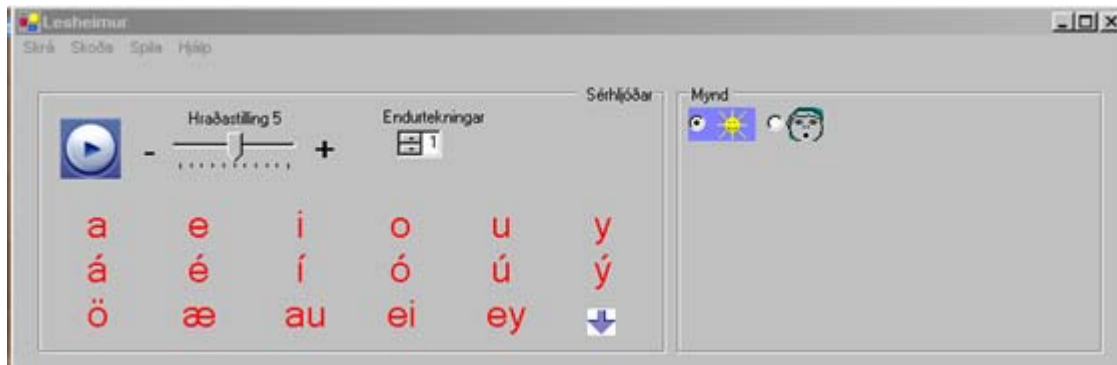 Lesheimur
Skrá Skoða Spila Hjálp
Sérhljóðar
Mynd
Hraðastilling 5
Endurtekningar
- + 1
a e i o u y
á é í ó ú ý
ö æ au ei ey